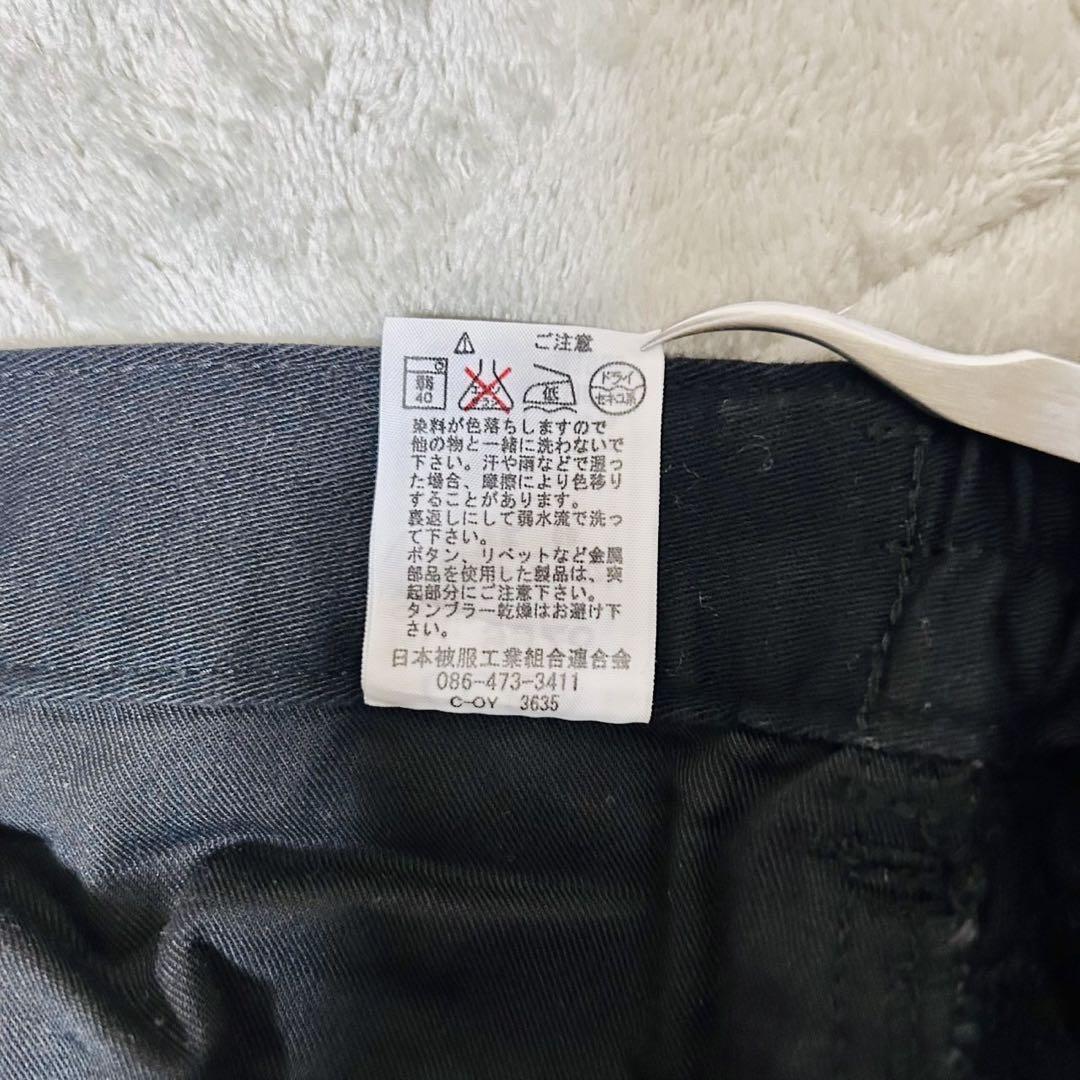 ご注意
弱
40
エンソ
サラシ
低
ドライ
セキユ系
染料が色落ちしますので
他の物と一緒に洗わないで
下さい。汗や雨などで湿っ
た場合、摩擦により色移り
することがあります。
裏返しにして弱水流で洗っ
て下さい。
ボタン、リベットなど金属
部品を使用した製品は、突
起部分にご注意下さい。
タンブラー乾燥はお避け下
さい。
日本被服工業組合連合会
086-473-3411
C-OY 3635